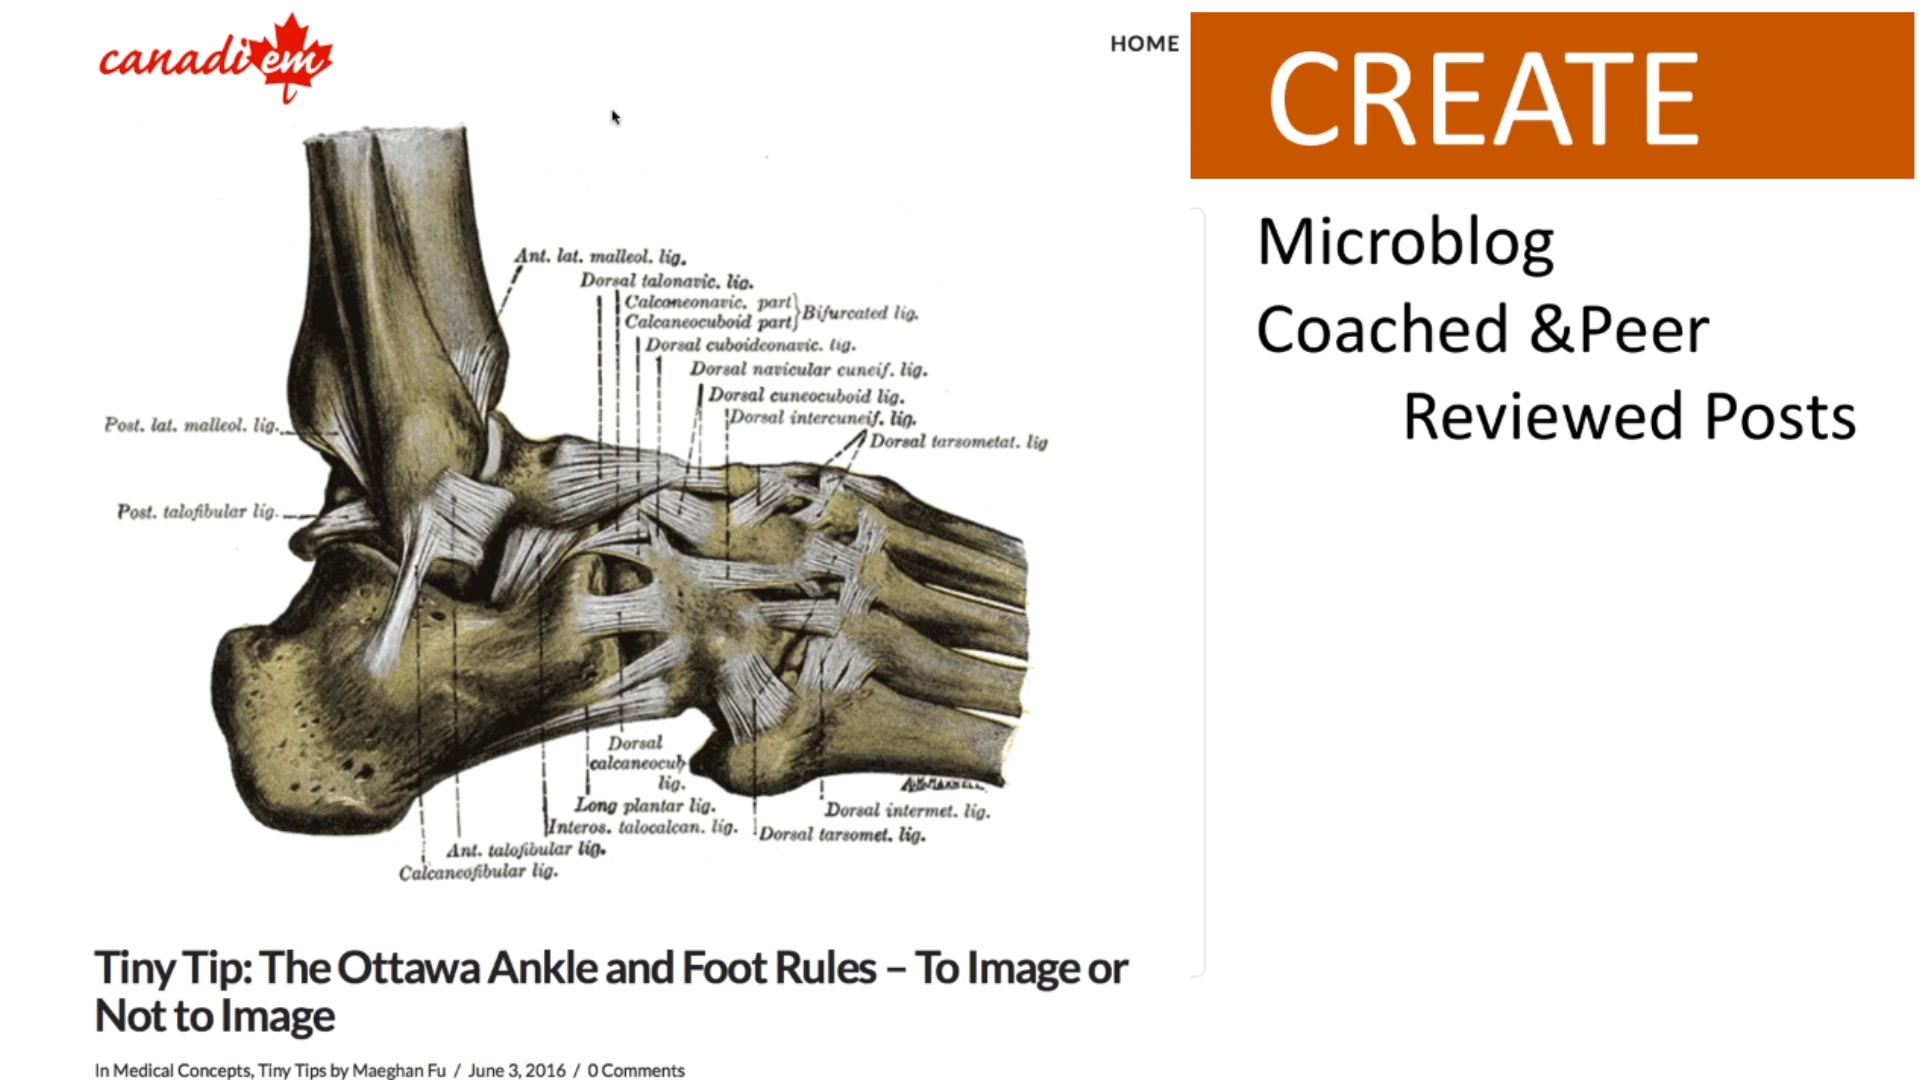 canadiem
HOME
CREATE
Microblog
Coached &Peer
Reviewed Posts
Ant. lat. malleol. lig.
Dorsal talonavic. lig.
Calcaneonavic. part
Calcaneocuboid part
Bifurcated lig.
Dorsal cuboideonavic. lig.
Dorsal navicular cuneif. lig.
Dorsal cuneocuboid lig.
Dorsal intercuneif. lig.
Dorsal tarsometat. lig
Post. lat. malleol. lig.
Post. talofibular lig.
Dorsal
calcaneocub
lig.
Long plantar lig.
Interos. talocalcan. lig.
Ant. talofibular lig.
Calcaneofibular lig.
Dorsal intermet. lig.
Dorsal tarsomet. lig.
Tiny Tip: The Ottawa Ankle and Foot Rules – To Image or
Not to Image
In Medical Concepts, Tiny Tips by Maeghan Fu / June 3, 2016 / 0 Comments